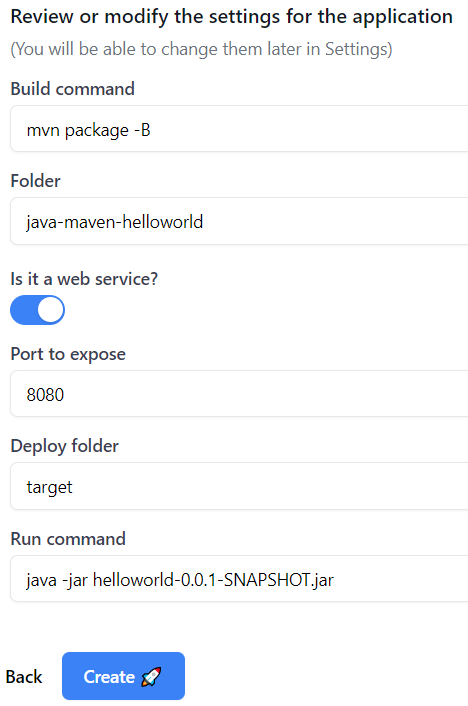 Review or modify the settings for the application
(You will be able to change them later in Settings)
Build command
mvn package -B
Folder
java-maven-helloworld
Is it a web service?
Port to expose
8080
Deploy folder
target
Run command
java -jar helloworld-0.0.1-SNAPSHOT.jar
Back
Create 🚀